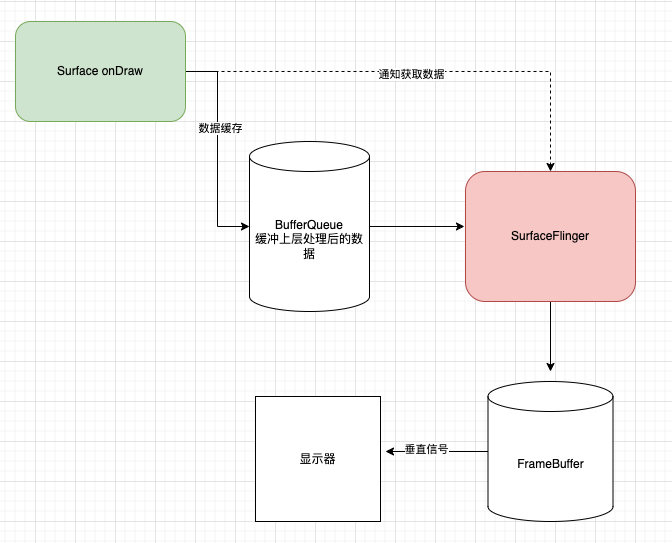 Surface onDraw
通知获取数据
数据缓存
BufferQueue
缓冲上层处理后的数
据
SurfaceFlinger
显示器
垂直信号
FrameBuffer